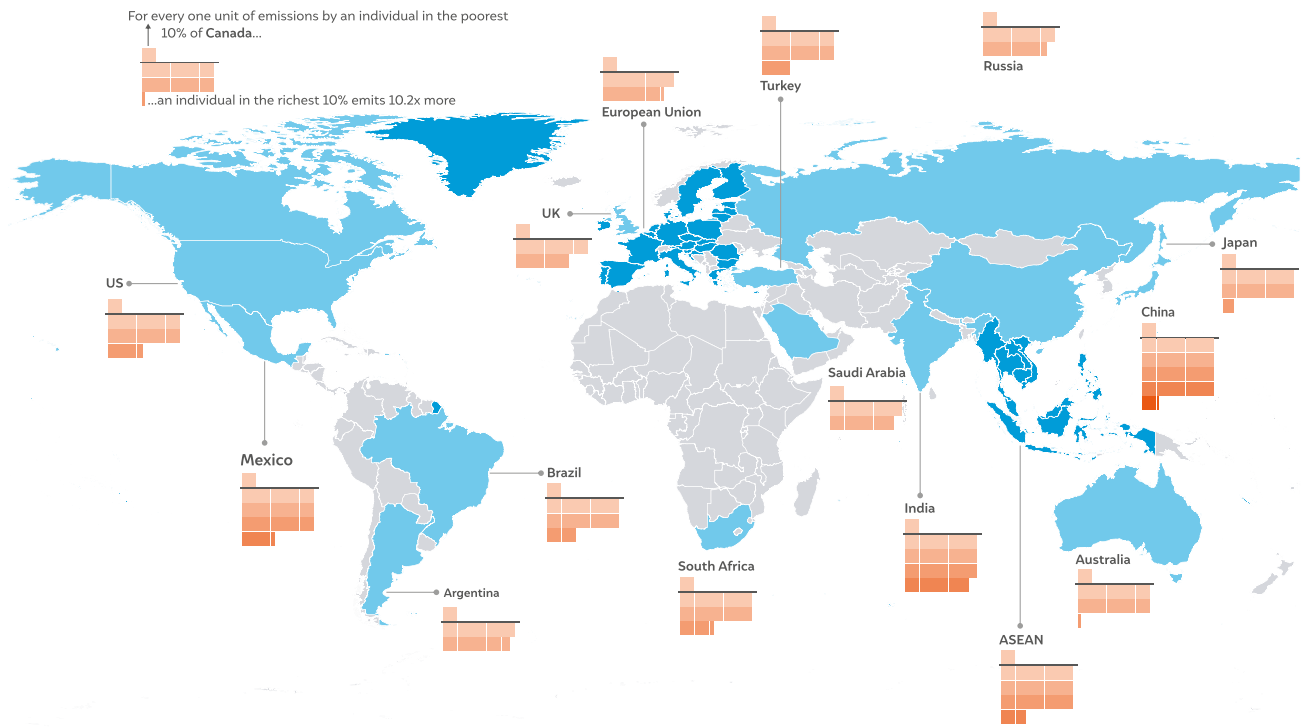 For every one unit of emissions by an individual in the poorest
10% of Canada...
...an individual in the richest 10% emits 10.2x more
Russia
Turkey
European Union
UK
Japan
US
China
Saudi Arabia
Mexico
Brazil
India
Australia
South Africa
Argentina
ASEAN